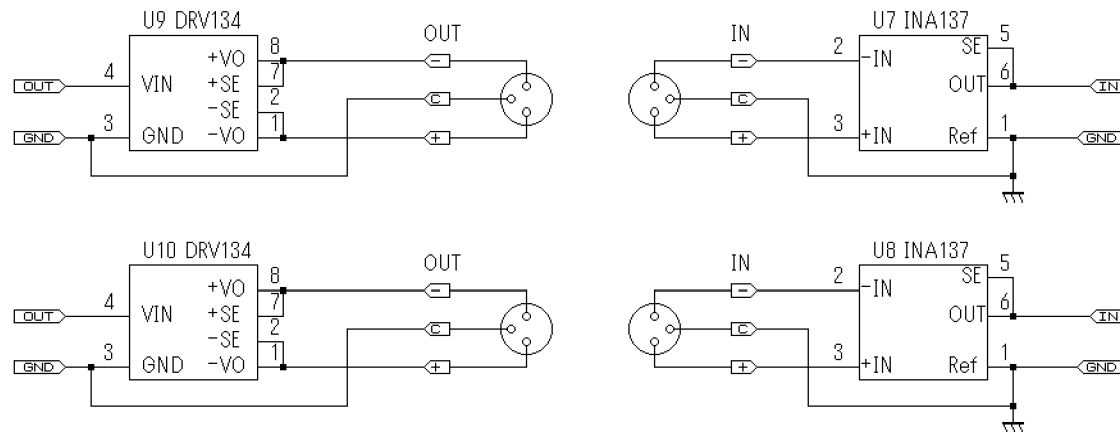 U9 DRV134
OUT
IN
U7 INA137
8
+VO
-
-
2
-IN
SE
5
7
+SE
OUT
4
VIN
C
C
OUT
6
IN
2
-SE
GND
3
GND
1
-VO
+
+
3
+IN
Ref
1
GND
U10 DRV134
OUT
IN
U8 INA137
8
+VO
-
-
2
-IN
SE
5
7
+SE
OUT
4
VIN
C
C
OUT
6
IN
2
-SE
GND
3
GND
1
-VO
+
+
3
+IN
Ref
1
GND